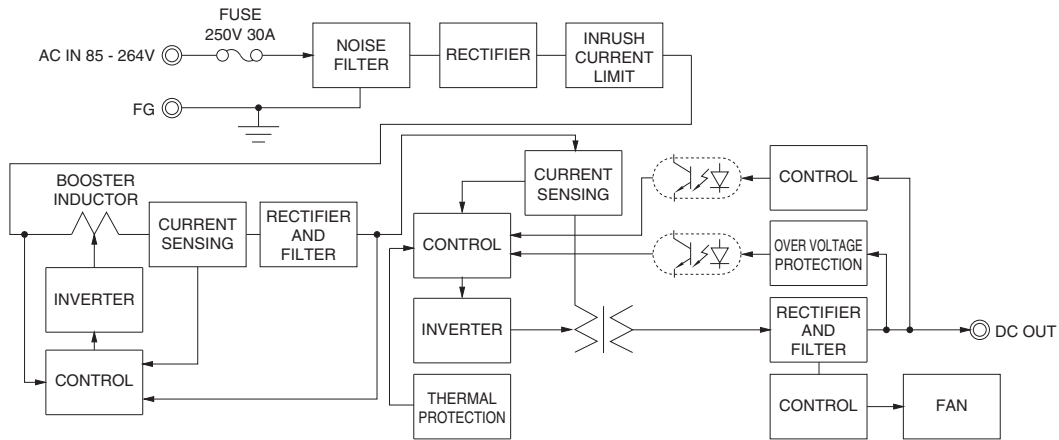 FUSE
250V 30A
AC IN 85 - 264V
NOISE
FILTER
RECTIFIER
INRUSH
CURRENT
LIMIT
FG
BOOSTER
INDUCTOR
CURRENT
SENSING
RECTIFIER
AND
FILTER
CURRENT
SENSING
CONTROL
CONTROL
OVER VOLTAGE
PROTECTION
INVERTER
INVERTER
RECTIFIER
AND
FILTER
DC OUT
CONTROL
THERMAL
PROTECTION
CONTROL
FAN